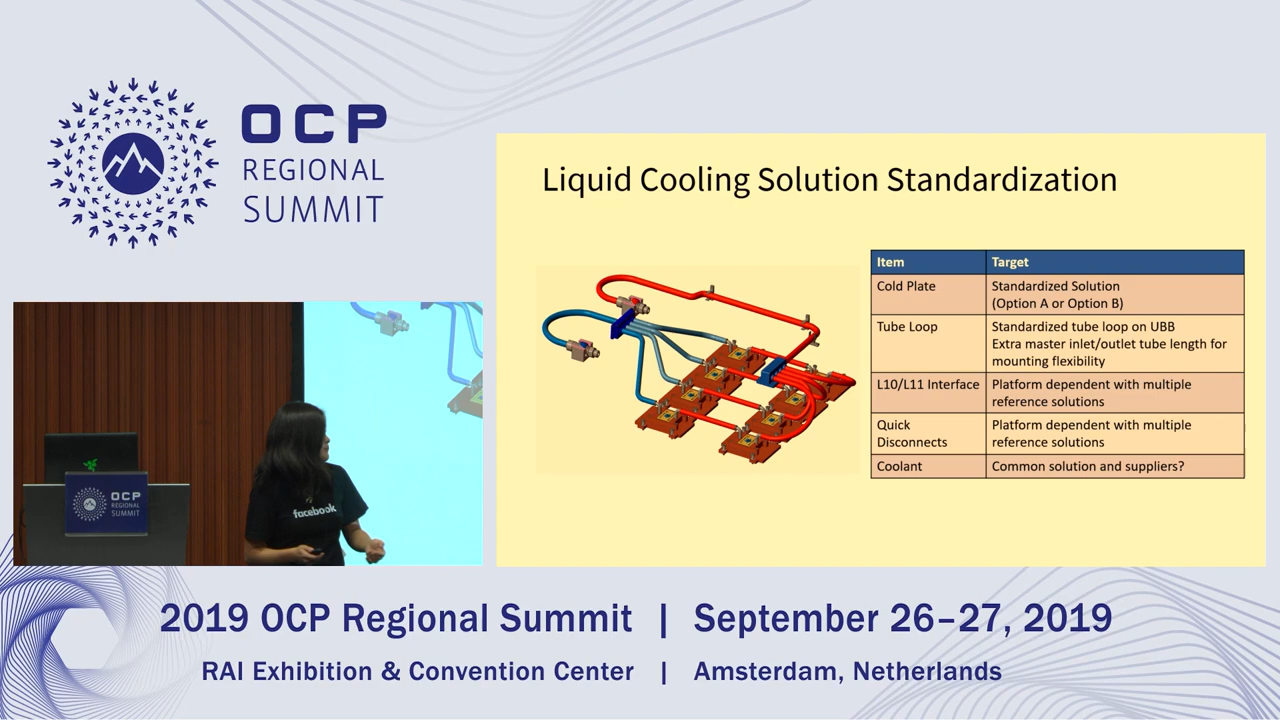 OCP
REGIONAL
SUMMIT
Liquid Cooling Solution Standardization
Item Target
Cold Plate Standardized Solution
(Option A or Option B)
Tube Loop Standardized tube loop on UBB
Extra master inlet/outlet tube length for
mounting flexibility
L10/L11 Interface Platform dependent with multiple
reference solutions
Quick Platform dependent with multiple
Disconnects reference solutions
Coolant Common solution and suppliers?
OCP
REGIONAL
SUMMIT
facebook
2019 OCP Regional Summit | September 26–27, 2019
RAI Exhibition & Convention Center | Amsterdam, Netherlands